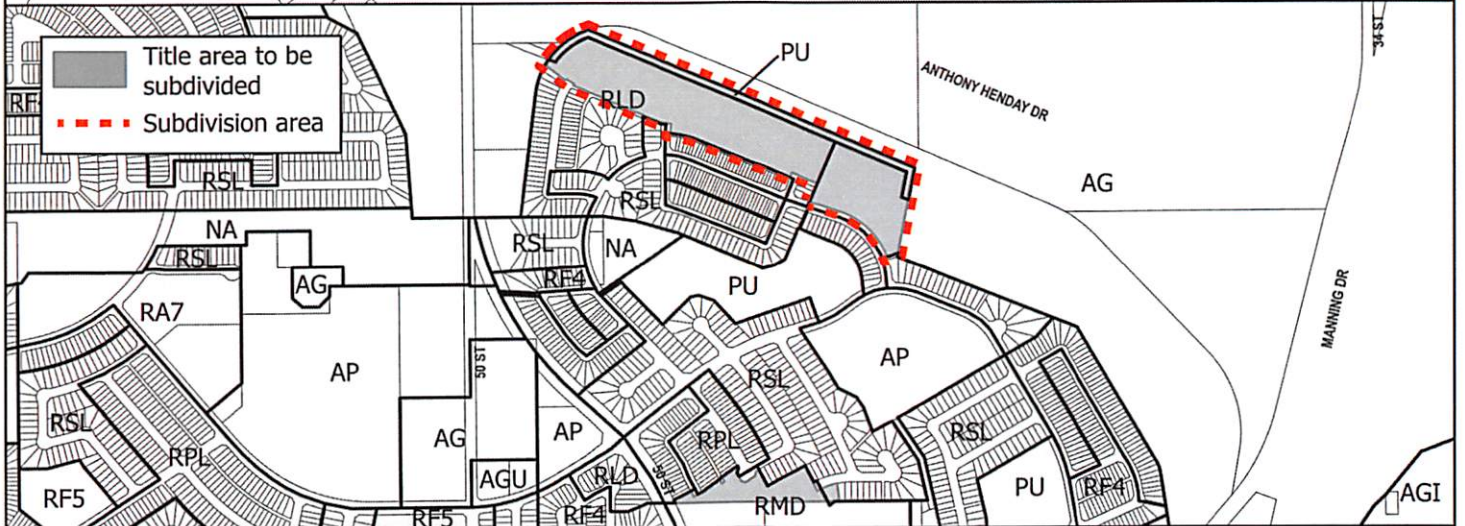 34 ST
Title area to be
subdivided
Subdivision area
PU
ANTHONY HENDAY DR
RLD
AG
RSL
RSL
NA
RSL
NA
RSL
RF4
AG
PU
RA7
MANNING DR
AP
50 ST
AP
RSL
RSL
AG
AP
RSL
RPL
RPL
RF5
AGU
RLD
50 ST
PU
RF4
AGI
RMD
RF5
RF4